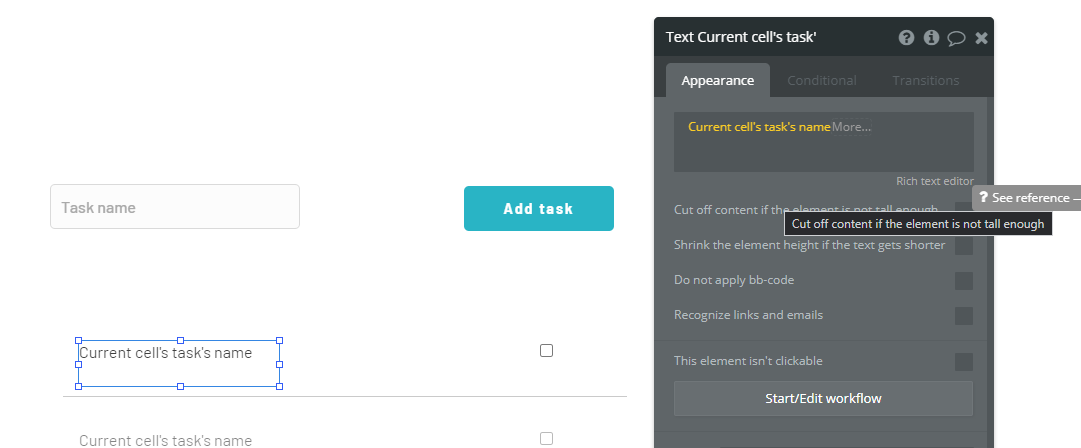 Text Current cell's task'
Appearance
Conditional
Transitions
Current cell's task's nameMore...
Rich text editor
? See reference —
Cut off content if the element is not tall enough
Cut off content if the element is not tall enough
Shrink the element height if the text gets shorter
Do not apply bb-code
Recognize links and emails
This element isn't clickable
Start/Edit workflow
Task name
Add task
Current cell's task's name
Current cell's task's name